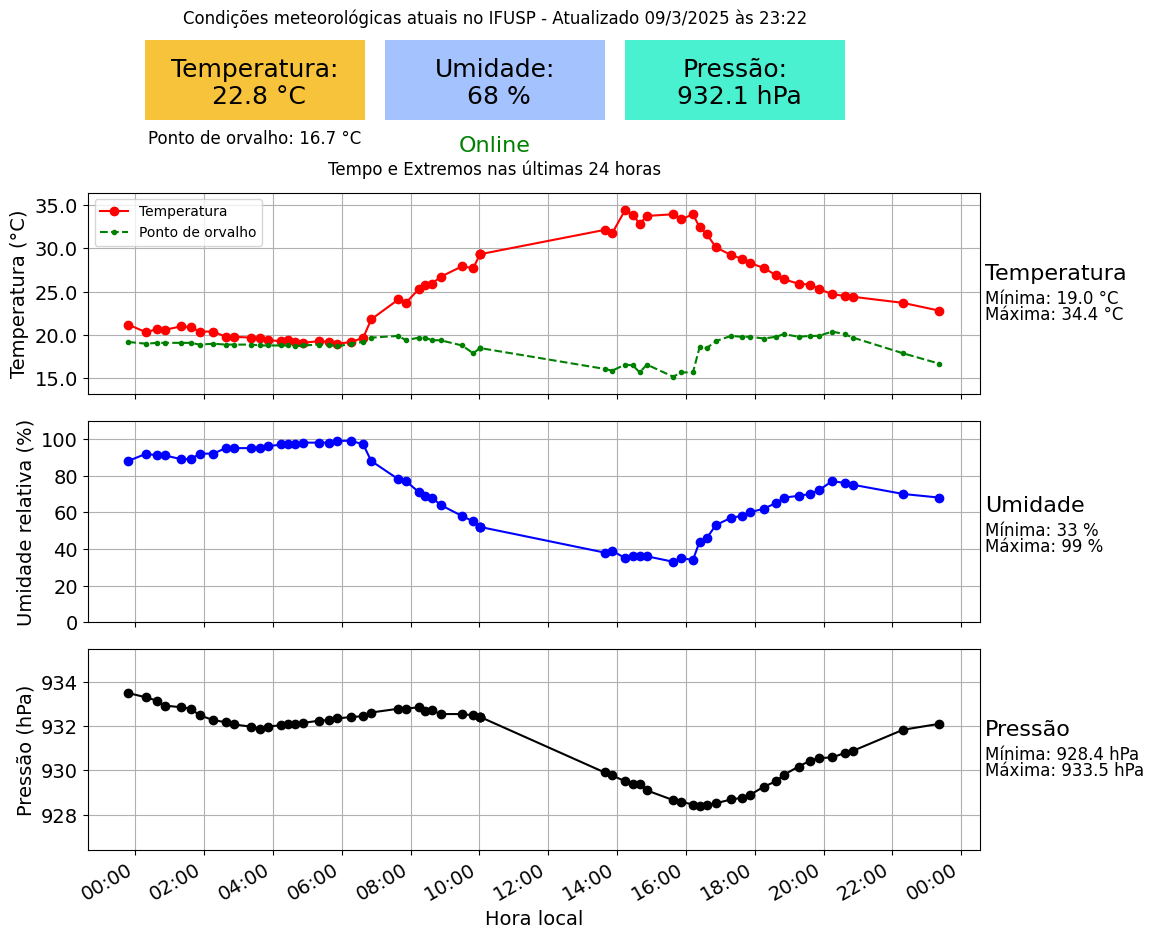 Condições meteorológicas atuais no IFUSP - Atualizado 09/3/2025 às 23:22
Temperatura:
22.8 °C
Umidade:
68 %
Pressão:
932.1 hPa
Ponto de orvalho: 16.7 °C
Online
Tempo e Extremos nas últimas 24 horas
Temperatura (°C)
35.0
30.0
25.0
20.0
15.0
Temperatura
Ponto de orvalho
Temperatura
Mínima: 19.0 °C
Máxima: 34.4 °C
Umidade relativa (%)
100
80
60
40
20
0
Umidade
Mínima: 33 %
Máxima: 99 %
Pressão (hPa)
934
932
930
928
Pressão
Mínima: 928.4 hPa
Máxima: 933.5 hPa
00:00 02:00 04:00 06:00 08:00 10:00 12:00 14:00 16:00 18:00 20:00 22:00 00:00
Hora local